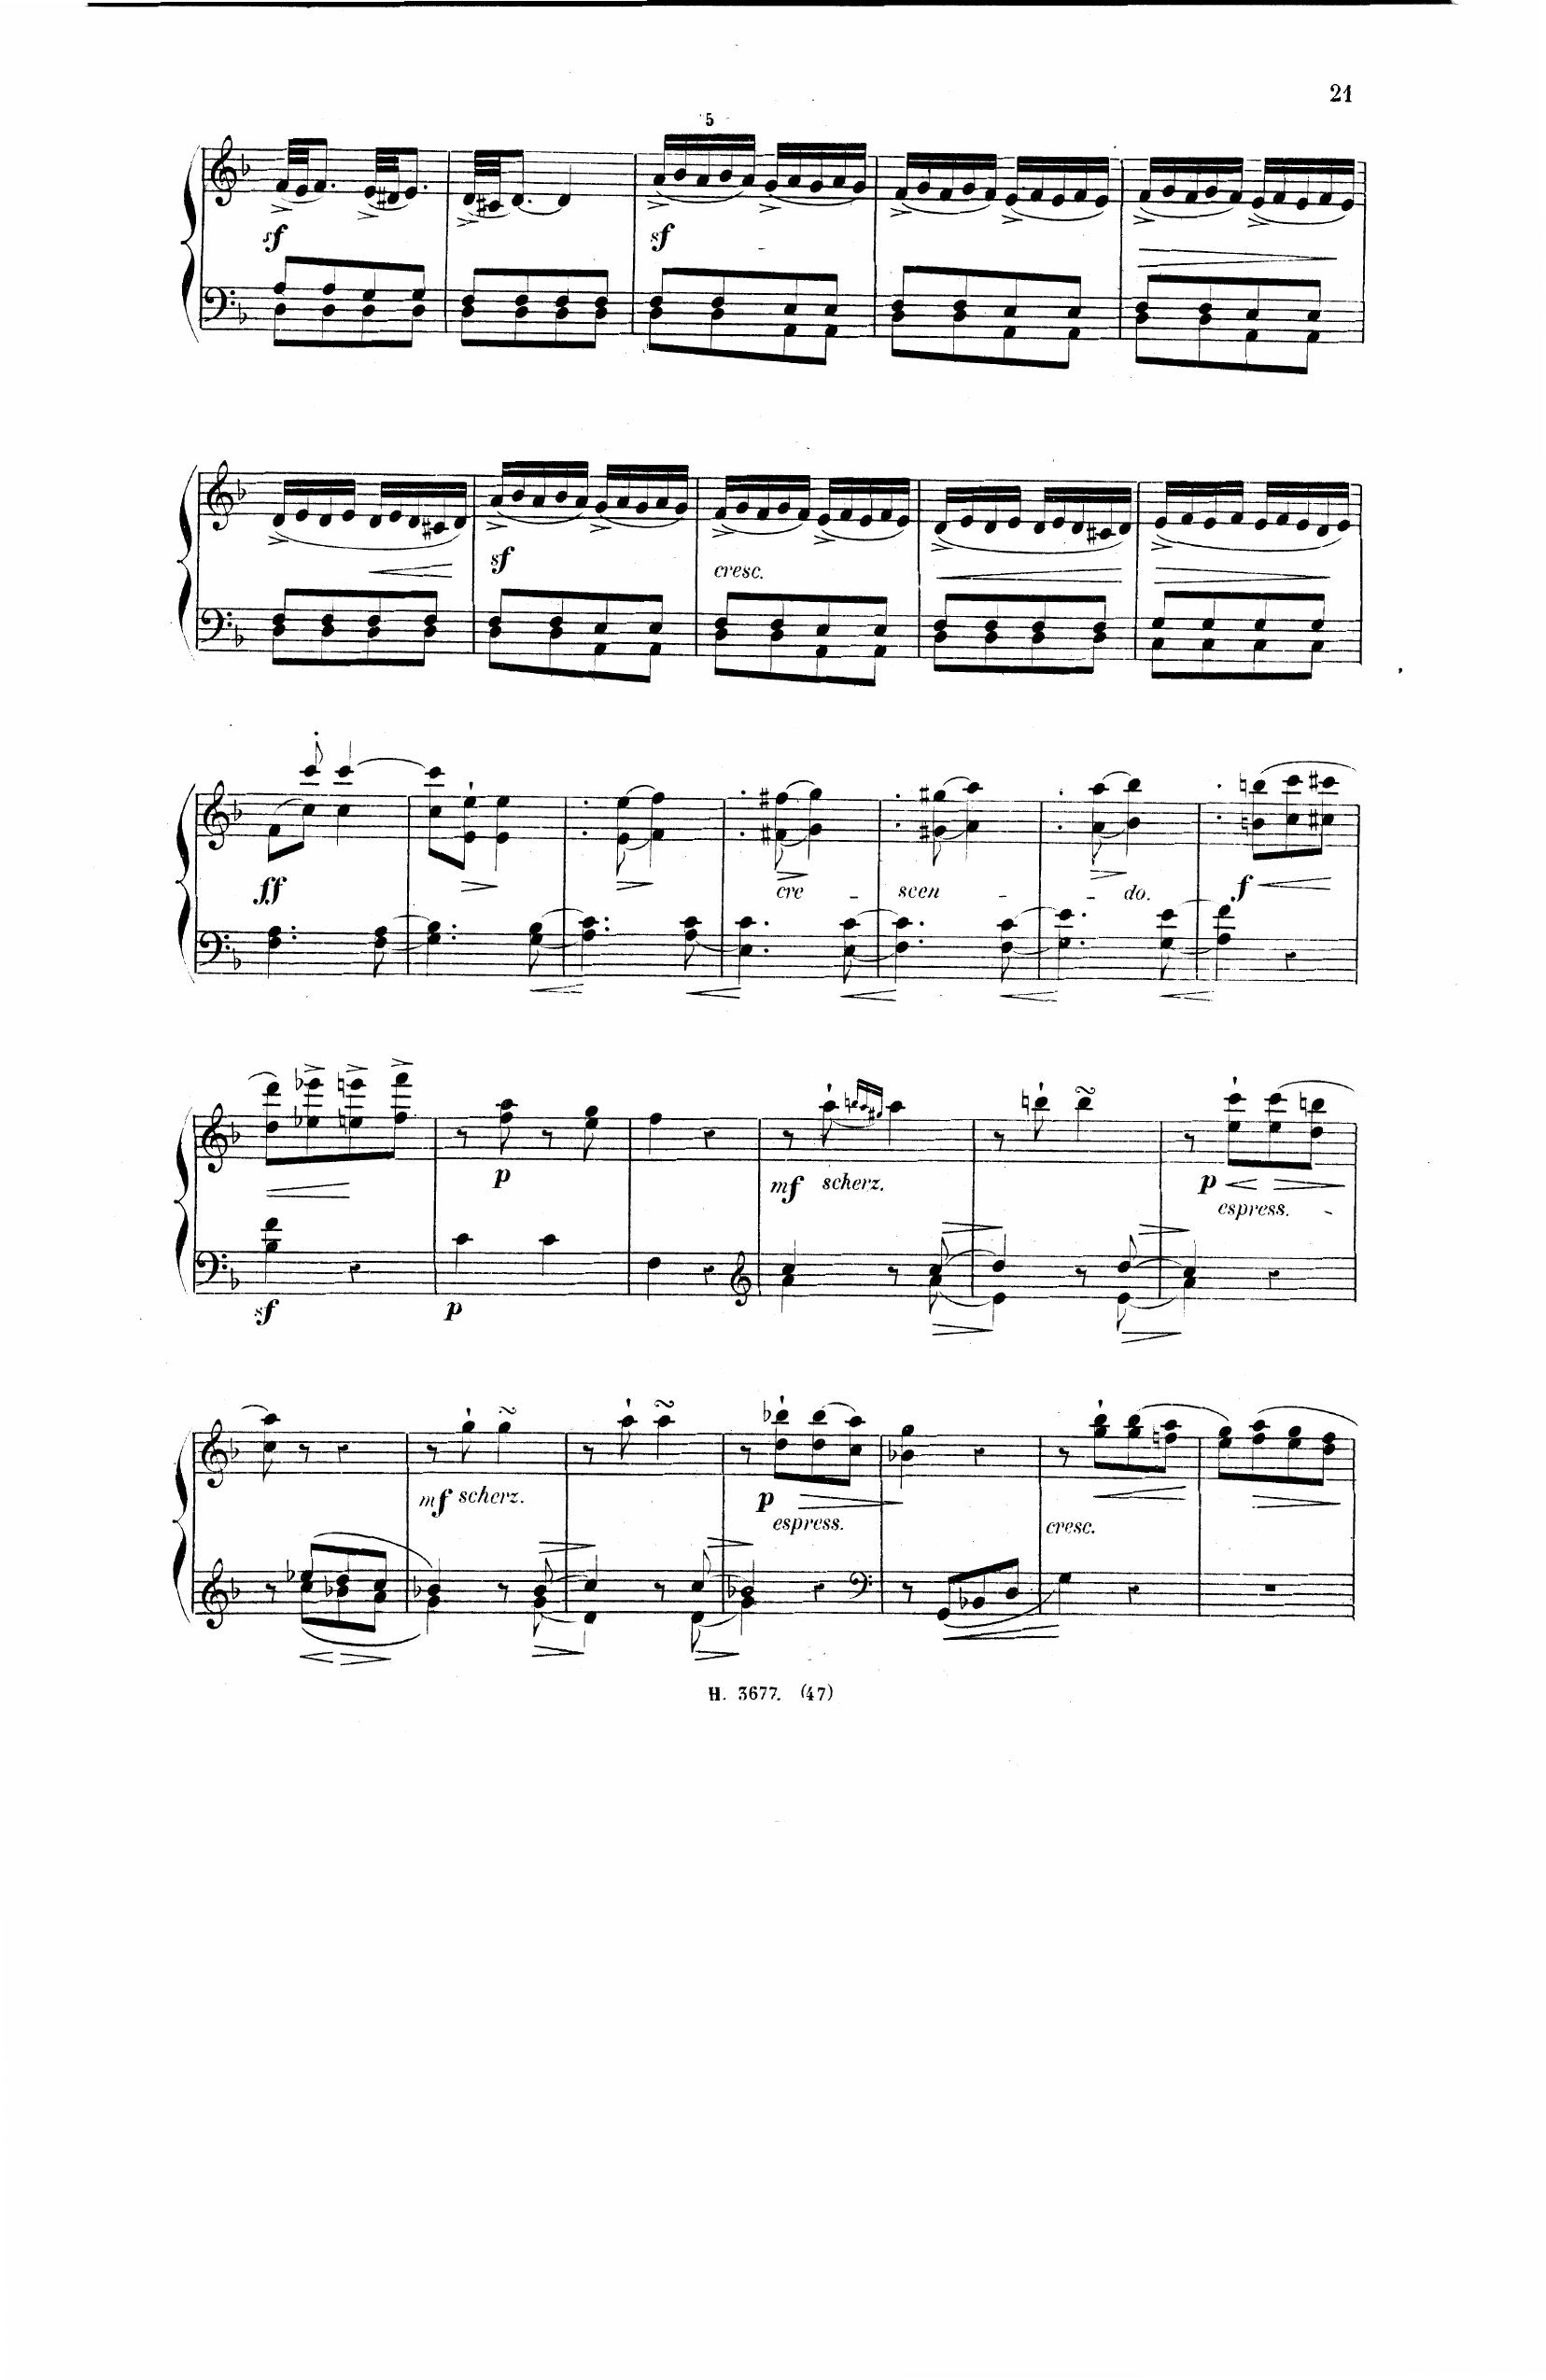 21
5
sf
sf
sf
cresc.
ff
cre - scen - - do.
f
p
mf scherz.
p
espress. -
sf
p
mf scherz.
p
espress.
cresc.
H. 3677. (47)